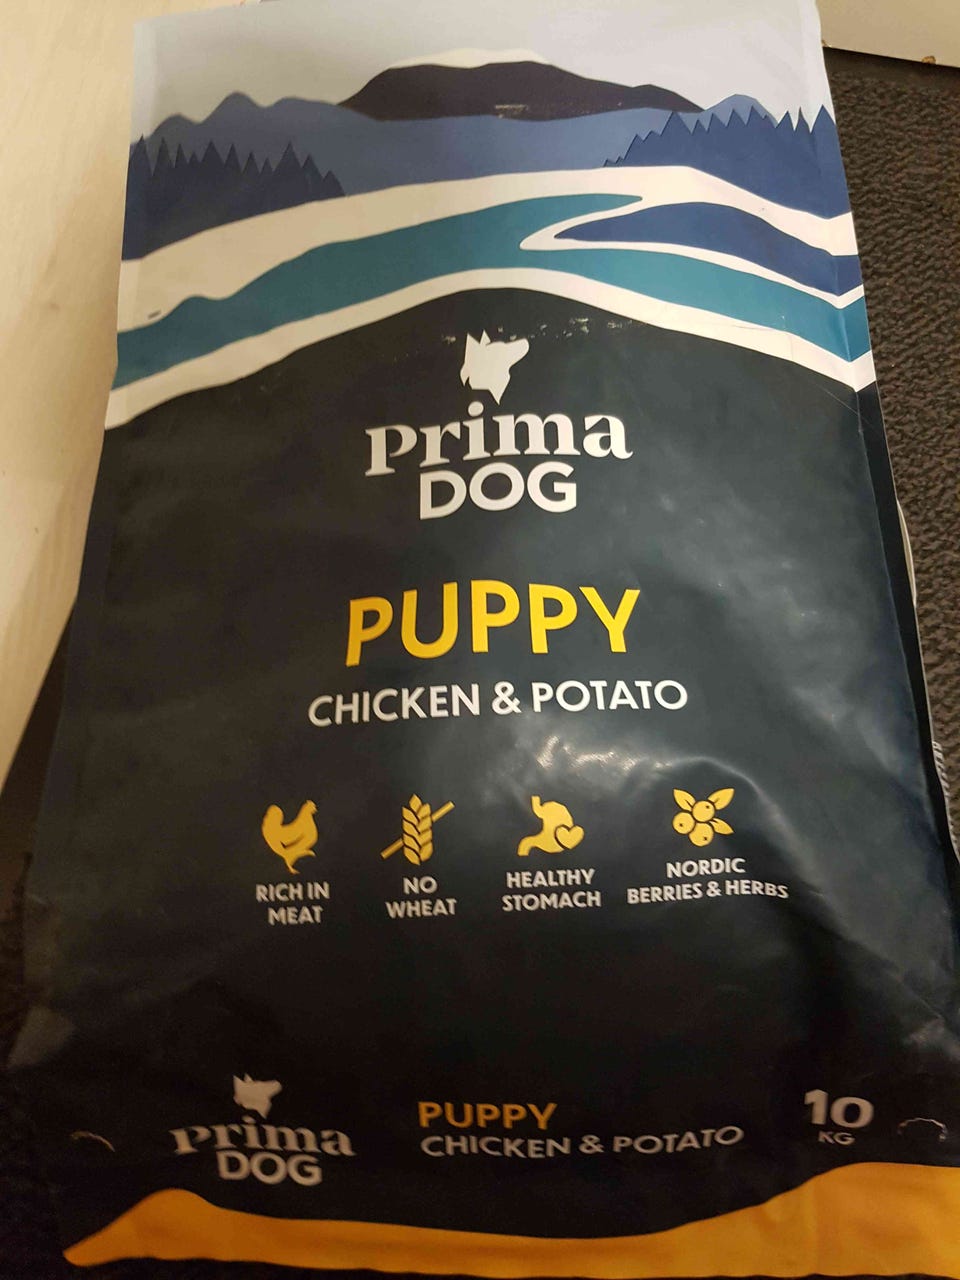 Prima
DOG
PUPPY
CHICKEN & POTATO
RICH IN
MEAT
NO
WHEAT
HEALTHY
STOMACH
NORDIC
BERRIES & HERBS
Prima
DOG
PUPPY
CHICKEN & POTATO
10
KG